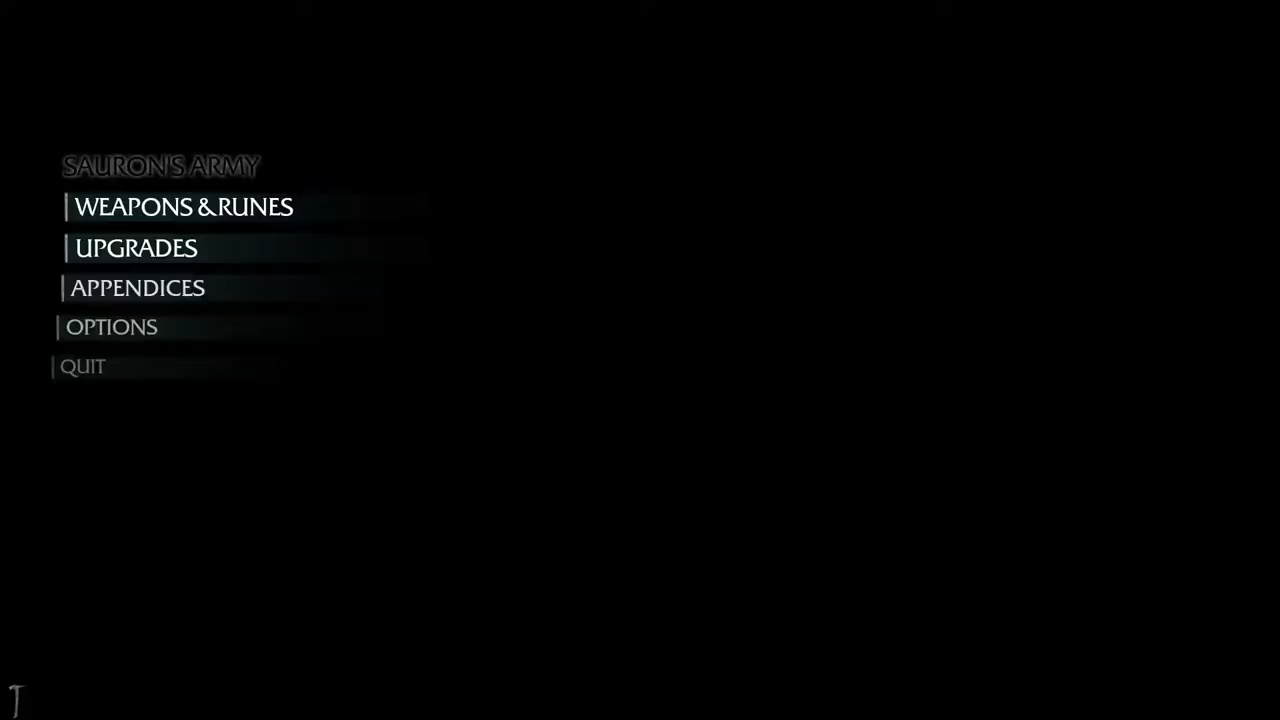 SAURON'S ARMY
WEAPONS & RUNES
UPGRADES
APPENDICES
OPTIONS
QUIT